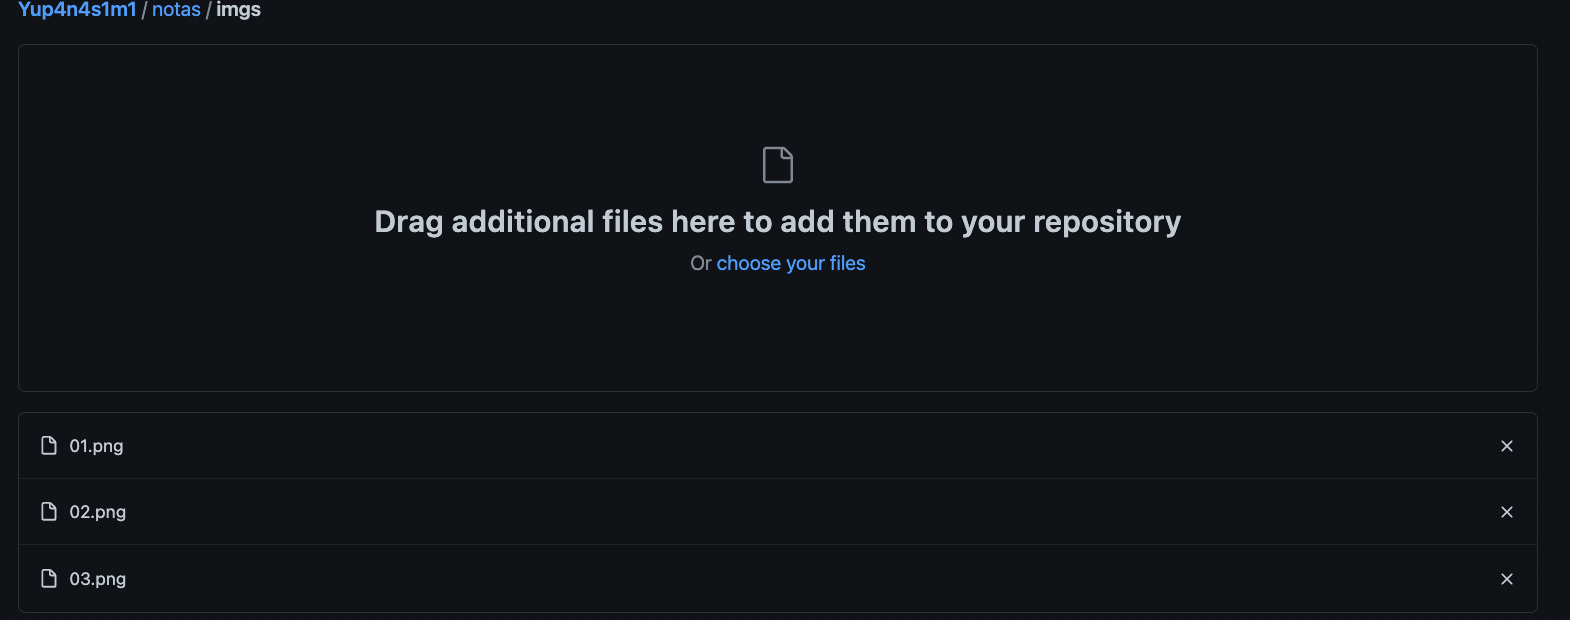 Yup4n4s1m1 / notas / imgs
Drag additional files here to add them to your repository
Or choose your files
01.png
02.png
03.png